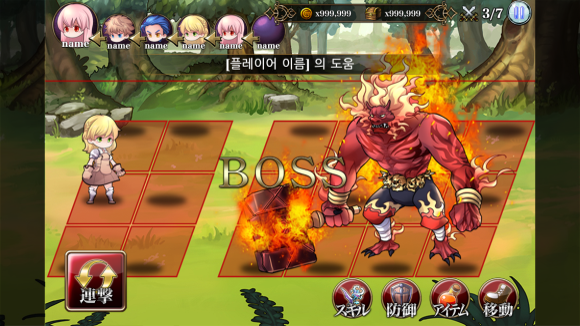 x999,999
x999,999
3/7
name
name
name
name
name
name
[플레이어 이름] 의 도움
BOSS
連撃
スキル
防御
アイテム
移動